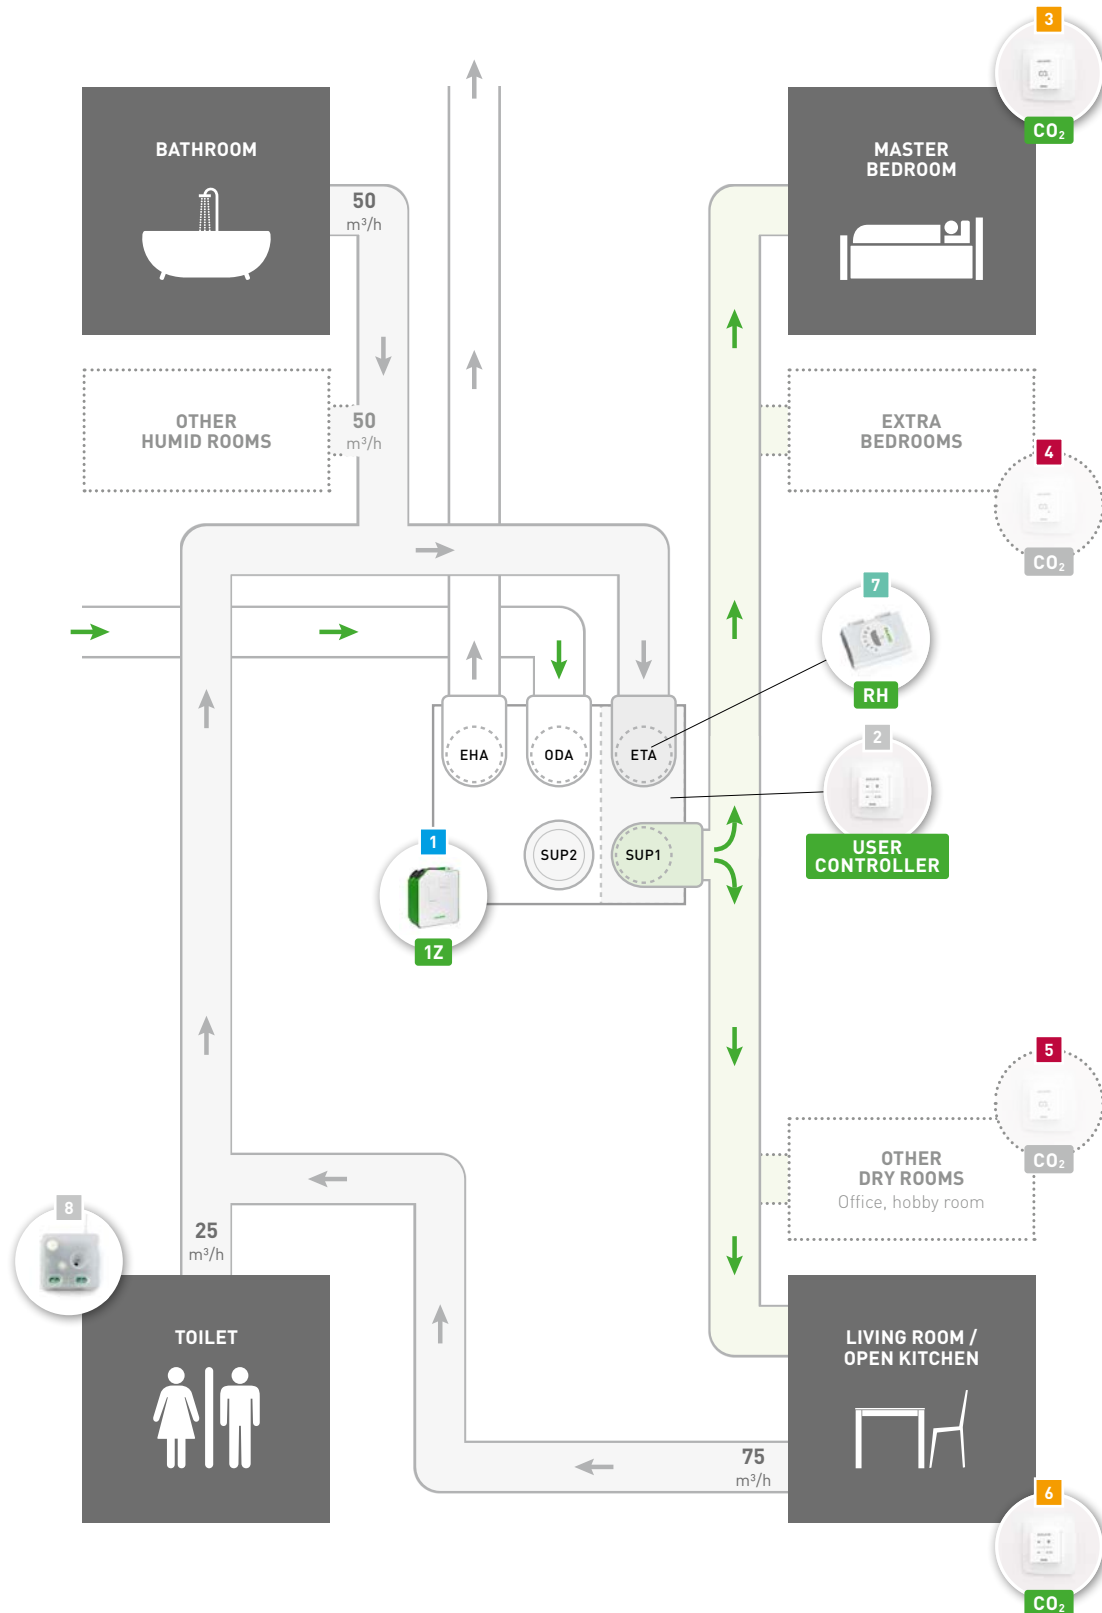 3
CO₂
BATHROOM
MASTER
BEDROOM
50
m³/h
OTHER
HUMID ROOMS
50
m³/h
EXTRA
BEDROOMS
4
CO₂
7
RH
EHA
ODA
ETA
2
USER
CONTROLLER
SUP2
SUP1
1
1Z
5
CO₂
OTHER
DRY ROOMS
Office, hobby room
8
25
m³/h
TOILET
LIVING ROOM /
OPEN KITCHEN
75
m³/h
6
CO₂